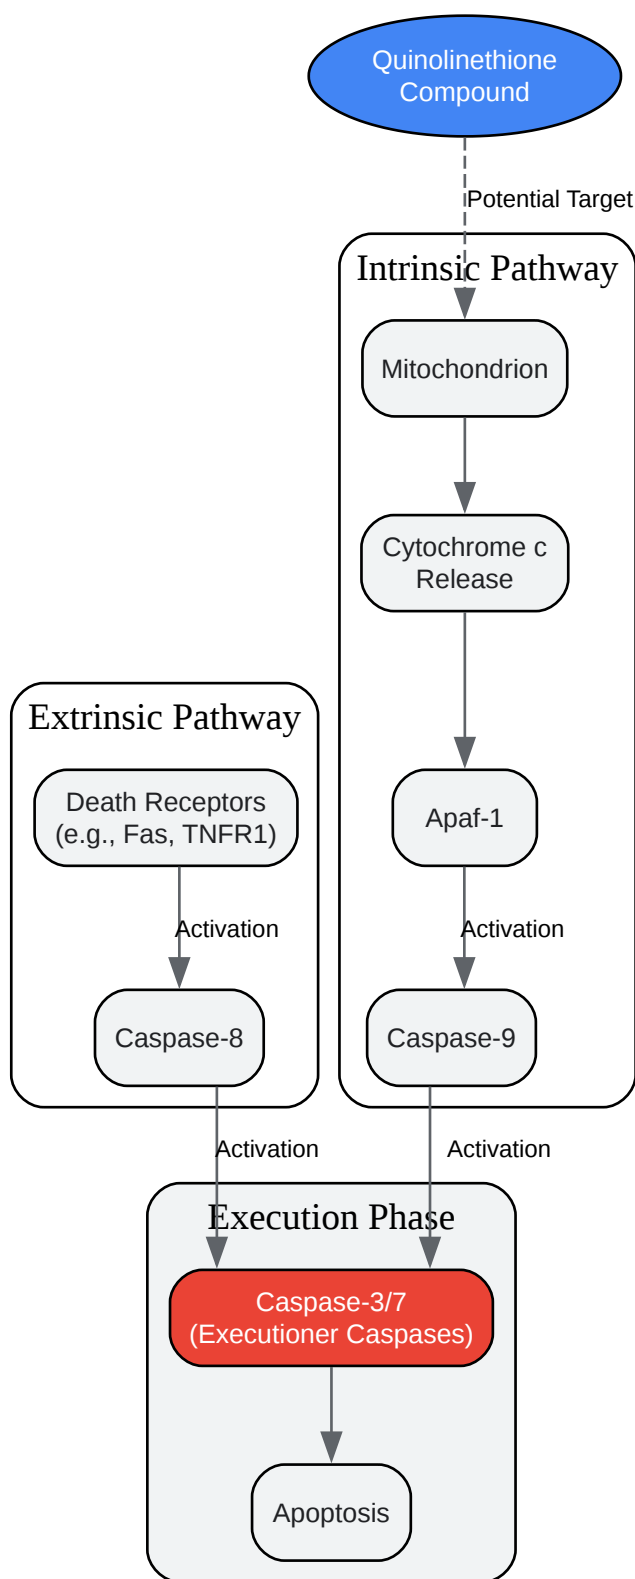 Quinolinethione
Compound
Potential Target
Intrinsic Pathway
Mitochondrion
Cytochrome c
Release
Extrinsic Pathway
Death Receptors
(e.g., Fas, TNFR1)
Apaf-1
Activation
Activation
Caspase-8
Caspase-9
Activation
Activation
Execution Phase
Caspase-3/7
(Executioner Caspases)
Apoptosis